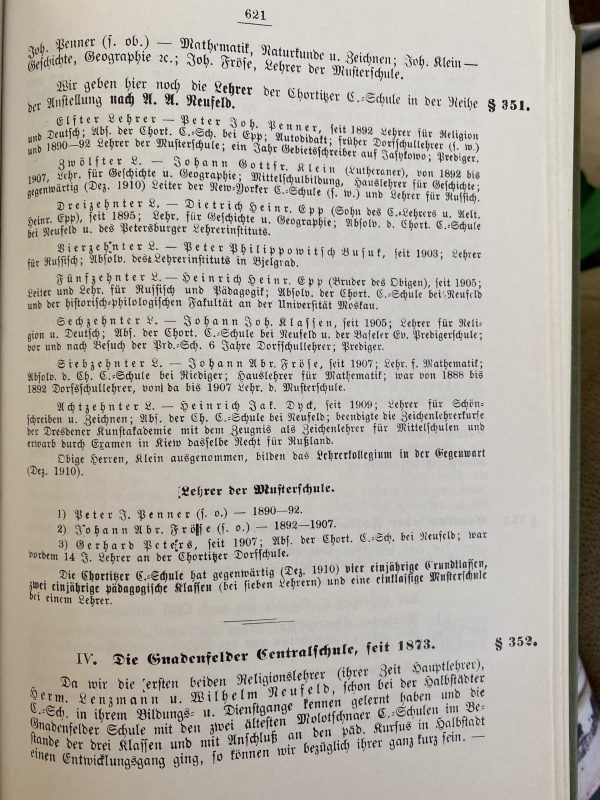 621
Joh. Penner (s. ob.) — Mathematik, Naturkunde u. Zeichnen; Joh. Klein —
Geschichte, Geographie ꝛc.; Joh. Fröse, Lehrer der Musterschule.
Wir geben hier noch die Lehrer der Chortitzer C.=Schule in der Reihe § 351.
der Anstellung nach A. A. Neufeld.
Elfter Lehrer — Peter Joh. Penner, seit 1892 Lehrer für Religion
und Deutsch; Abs. der Chort. C.=Sch. bei Epp; Autodidakt; früher Dorfschullehrer (s. w.)
und 1890—92 Lehrer der Musterschule; ein Jahr Gebietsschreiber auf Jasykowo; Prediger.
Zwölfter L. — Johann Gottfr. Klein (Lutheraner), von 1892 bis
1907, Lehr. für Geschichte u. Geographie; Mittelschulbildung, Hauslehrer für Geschichte;
gegenwärtig (Dez. 1910) Leiter der New=Yorker C.=Schule (s. w.) und Lehrer für Russisch.
Dreizehnter L. — Dietrich Heinr. Epp (Sohn des C.=Lehrers u. Aelt.
Heinr. Epp), seit 1895; Lehr. für Geschichte u. Geographie; Absolv. d. Chort. C.=Schule
bei Neufeld u. des Petersburger Lehrerinstituts.
Vierzehnter L. — Peter Philippowitsch Busuk, seit 1903; Lehrer
für Russisch; Absolv. des Lehrerinstituts in Bjelgrad.
Fünfzehnter L. — Heinrich Heinr. Epp (Bruder des Obigen), seit 1905;
Leiter und Lehr. für Russisch und Pädagogik; Absolv. der Chort. C.=Schule bei Neufeld
und der historisch=philologischen Fakultät an der Universität Moskau.
Sechzehnter L. — Johann Joh. Klassen, seit 1905; Lehrer für Reli=
gion u. Deutsch; Abs. der Chort. C.=Schule bei Neufeld u. der Baseler Ev. Predigerschule;
vor und nach Besuch der Prd.=Sch. 6 Jahre Dorfschullehrer; Prediger.
Siebzehnter L. — Johann Abr. Fröse, seit 1907; Lehr. f. Mathematik;
Absolv. d. Ch. C.=Schule bei Riediger; Hauslehrer für Mathematik; war von 1888 bis
1892 Dorfschullehrer, von da bis 1907 Lehr. d. Musterschule.
Achtzehnter L. — Heinrich Jak. Dyck, seit 1909; Lehrer für Schön=
schreiben u. Zeichnen; Abs. der Ch. C.=Schule bei Neufeld; beendigte die Zeichenlehrerkurse
der Dresdener Kunstakademie mit dem Zeugnis als Zeichenlehrer für Mittelschulen und
erwarb durch Examen in Kiew dasselbe Recht für Rußland.
Obige Herren, Klein ausgenommen, bilden das Lehrerkollegium in der Gegenwart
(Dez. 1910).
Lehrer der Musterschule.
1) Peter J. Penner (s. o.) — 1890—92.
2) Johann Abr. Fröse (s. o.) — 1892—1907.
3) Gerhard Peters, seit 1907; Abs. der Chort. C.=Sch. bei Neufeld; war
vordem 14 J. Lehrer an der Chortitzer Dorfschule.
Die Chortitzer C.=Schule hat gegenwärtig (Dez. 1910) vier einjährige Grundklassen,
zwei einjährige pädagogische Klassen (bei sieben Lehrern) und eine einklassige Musterschule
bei einem Lehrer.
IV. Die Gnadenfelder Centralschule, seit 1873. § 352.
Da wir die ersten beiden Religionslehrer (ihrer Zeit Hauptlehrer),
Herm. Lenzmann u. Wilhelm Neufeld, schon bei der Halbstädter
C.=Sch. in ihrem Bildungs= u. Dienstgange kennen gelernt haben und die
Gnadenfelder Schule mit den zwei ältesten Molotschnaer C.=Schulen im Be=
stande der drei Klassen und mit Anschluß an den päd. Kursus in Halbstadt
einen Entwicklungsgang ging, so können wir bezüglich ihrer ganz kurz sein. —